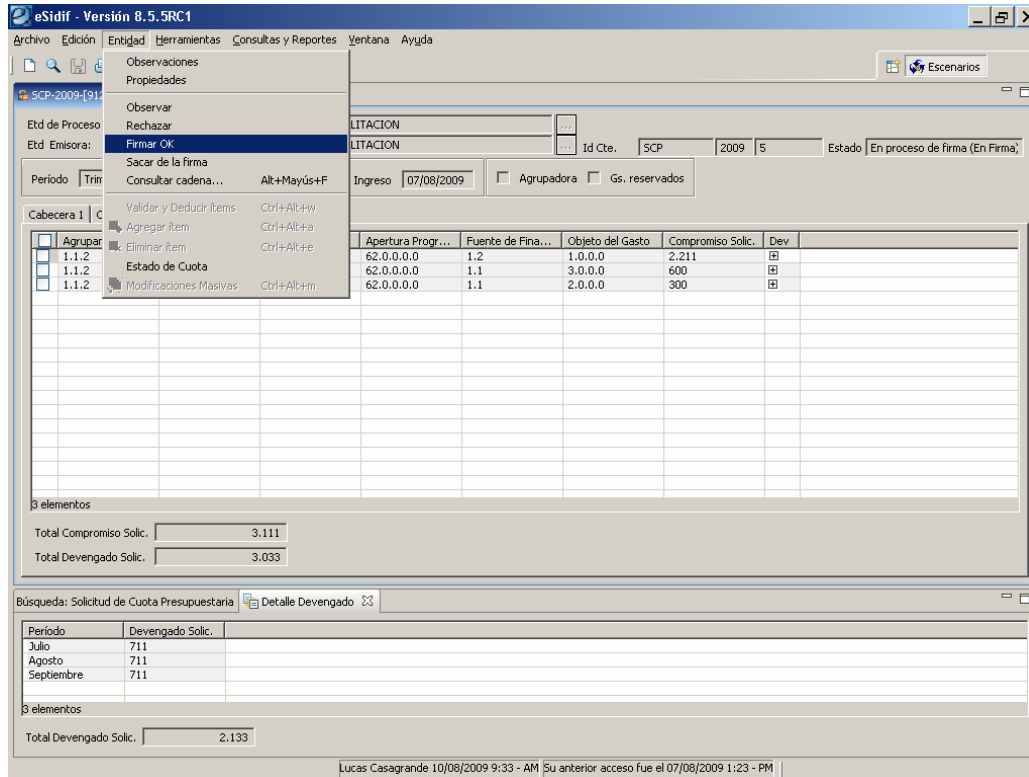 eSidif - Versión 8.5.5RC1
Archivo Edición Entidad Herramientas Consultas y Reportes Ventana Ayuda
Observaciones
Propiedades
Observar
Rechazar
Firmar OK
Sacar de la firma
Consultar cadena... Alt+Mayús+F
Validar y Deducir ítems Ctrl+Alt+w
Agregar ítem Ctrl+Alt+a
Eliminar ítem Ctrl+Alt+e
Estado de Cuota
Modificaciones Masivas Ctrl+Alt+m
Escenarios
SCP-2009-[912
Etd de Proceso LITACION ...
Etd Emisora: LITACION ... Id Cte. SCP 2009 5 Estado En proceso de firma (En Firma)
Período Trim Ingreso 07/08/2009 Agrupadora Gs. reservados
Cabecera 1 C
Agrupar Apertura Progr... Fuente de Fina... Objeto del Gasto Compromiso Solic. Dev
1.1.2 62.0.0.0.0 1.2 1.0.0.0 2.211
1.1.2 62.0.0.0.0 1.1 3.0.0.0 600
1.1.2 62.0.0.0.0 1.1 2.0.0.0 300
3 elementos
Total Compromiso Solic. 3.111
Total Devengado Solic. 3.033
Búsqueda: Solicitud de Cuota Presupuestaria Detalle Devengado
Período Devengado Solic.
Julio 711
Agosto 711
Septiembre 711
3 elementos
Total Devengado Solic. 2.133
Lucas Casagrande 10/08/2009 9:33 - AM Su anterior acceso fue el 07/08/2009 1:23 - PM